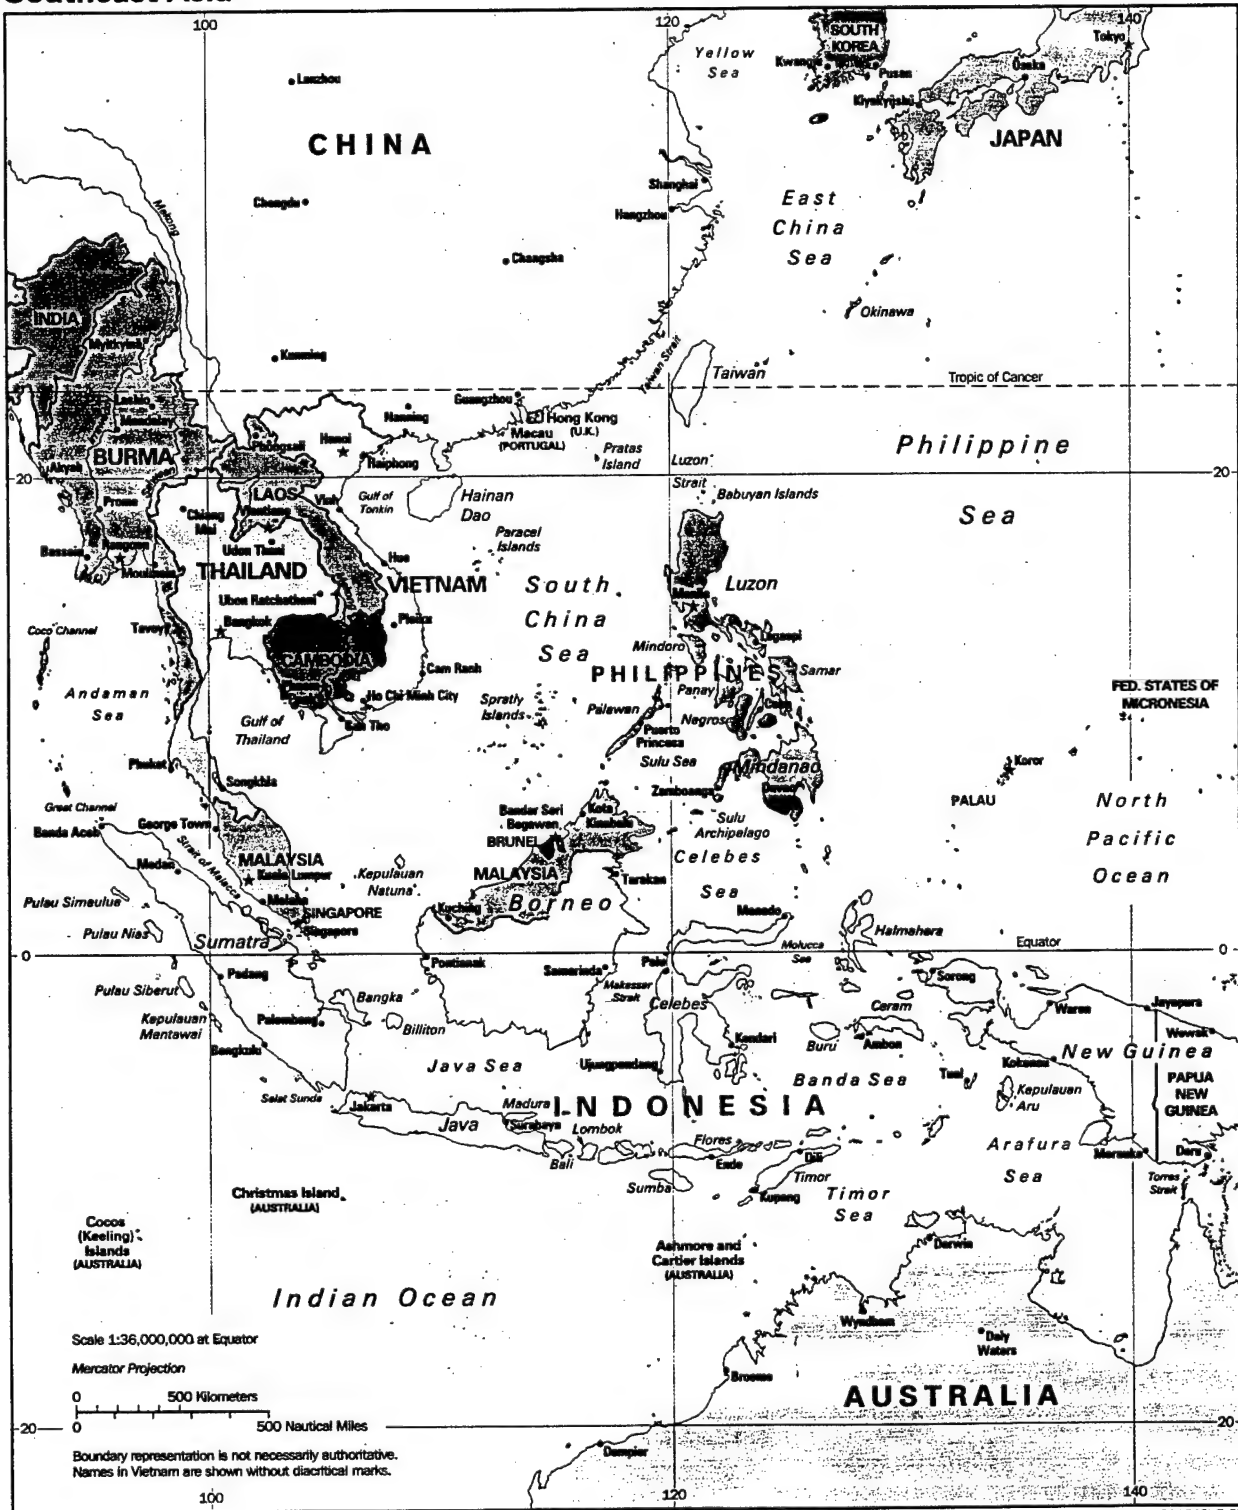 Southeast Asia
100
120
140
Lanzhou
Yellow
Sea
SOUTH
KOREA
Kwangju
Pusan
Tokyo
Osaka
JAPAN
CHINA
Shanghai
Hangzhou
East
China
Sea
Chengdu
Mekong
Changsha
Okinawa
INDIA
Myitkyina
Kunming
Taiwan Strait
Taiwan
Tropic of Cancer
Lashio
Mandalay
Nanning
Guangzhou
Hong Kong
(U.K.)
Macau
(PORTUGAL)
BURMA
Phongsali
Hanoi
Haiphong
Pratas
Island
Luzon
Strait
Philippine
Sea
Akyab
20
20
Salween
Prome
LAOS
Vientiane
Vinh
Gulf of
Tonkin
Hainan
Dao
Babuyan Islands
Chiang
Mai
Bassein
Rangoon
Moulmein
Udon Thani
Hue
Paracel
Islands
THAILAND
VIETNAM
South
China
Sea
Luzon
Manila
Ubon Ratchathani
Bangkok
Pleiku
Coco Channel
Tavoy
CAMBODIA
Cam Ranh
Mindoro
Legaspi
Samar
PHILIPPINES
Andaman
Sea
Ho Chi Minh City
Can Tho
Gulf of
Thailand
Spratly
Islands
Palawan
Panay
Negros
Cebu
Puerto
Princesa
Sulu Sea
FED. STATES OF
MICRONESIA
Phuket
Songkhla
Mindanao
Zamboanga
Davao
Koror
PALAU
North
Pacific
Ocean
Great Channel
Banda Aceh
George Town
Bandar Seri
Begawan
BRUNEI
Kota
Kinabalu
Sulu
Archipelago
Celebes
Sea
Medan
Strait of Malacca
MALAYSIA
Kuala Lumpur
Kepulauan
Natuna
MALAYSIA
Tarakan
Pulau Simeulue
Melaka
SINGAPORE
Singapore
Kuching
Borneo
Manado
Halmahera
Pulau Nias
Sumatra
Molucca
Sea
Equator
0
0
Padang
Pontianak
Samarinda
Palu
Makassar
Strait
Sorong
Pulau Siberut
Bangka
Celebes
Ceram
Waren
Jayapura
Kepulauan
Mentawai
Palembang
Billiton
Wewak
Bengkulu
Java Sea
Ujungpandang
Kendari
Buru
Ambon
New Guinea
Kokonau
Banda Sea
Tual
Kepulauan
Aru
PAPUA
NEW
GUINEA
Selat Sunda
Jakarta
Madura
INDONESIA
Java
Surabaya
Lombok
Bali
Flores
Ende
Dili
Arafura
Sea
Merauke
Daru
Sumba
Timor
Kupang
Timor
Sea
Torres
Strait
Christmas Island
(AUSTRALIA)
Cocos
(Keeling)
Islands
(AUSTRALIA)
Ashmore and
Cartier Islands
(AUSTRALIA)
Darwin
Indian Ocean
Wyndham
Daly
Waters
Scale 1:36,000,000 at Equator
Mercator Projection
0
500 Kilometers
0
500 Nautical Miles
Broome
AUSTRALIA
20
20
Boundary representation is not necessarily authoritative.
Names in Vietnam are shown without diacritical marks.
Dampier
100
120
140